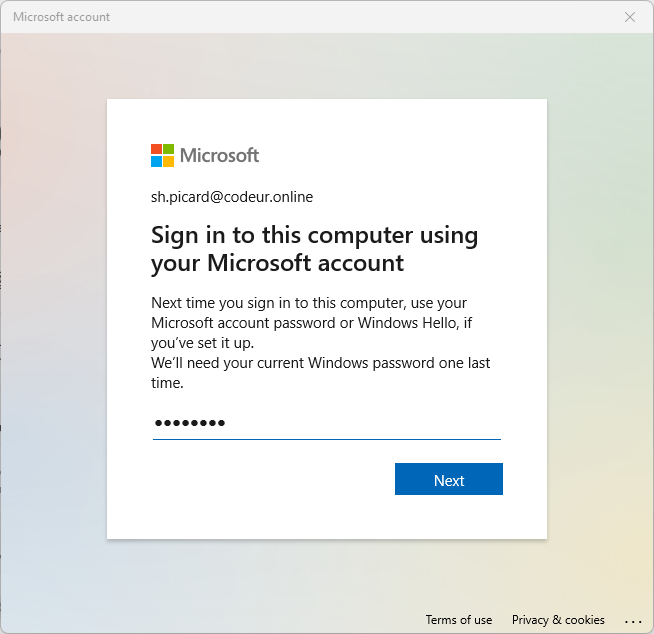 Microsoft account
Microsoft
sh.picard@codeur.online
Sign in to this computer using
your Microsoft account
Next time you sign in to this computer, use your
Microsoft account password or Windows Hello, if
you've set it up.
We'll need your current Windows password one last
time.
••••••••
Next
Terms of use Privacy & cookies ...